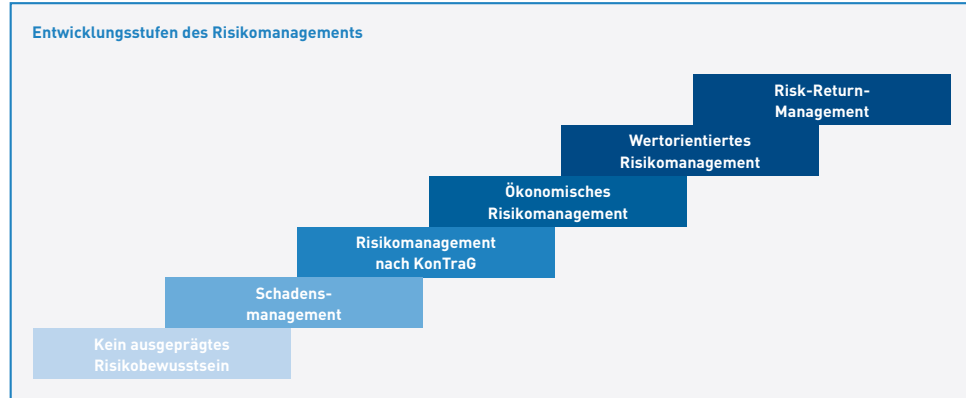 Entwicklungsstufen des Risikomanagements
Risk-Return-
Management
Wertorientiertes
Risikomanagement
Ökonomisches
Risikomanagement
Risikomanagement
nach KonTraG
Schadens-
management
Kein ausgeprägtes
Risikobewusstsein